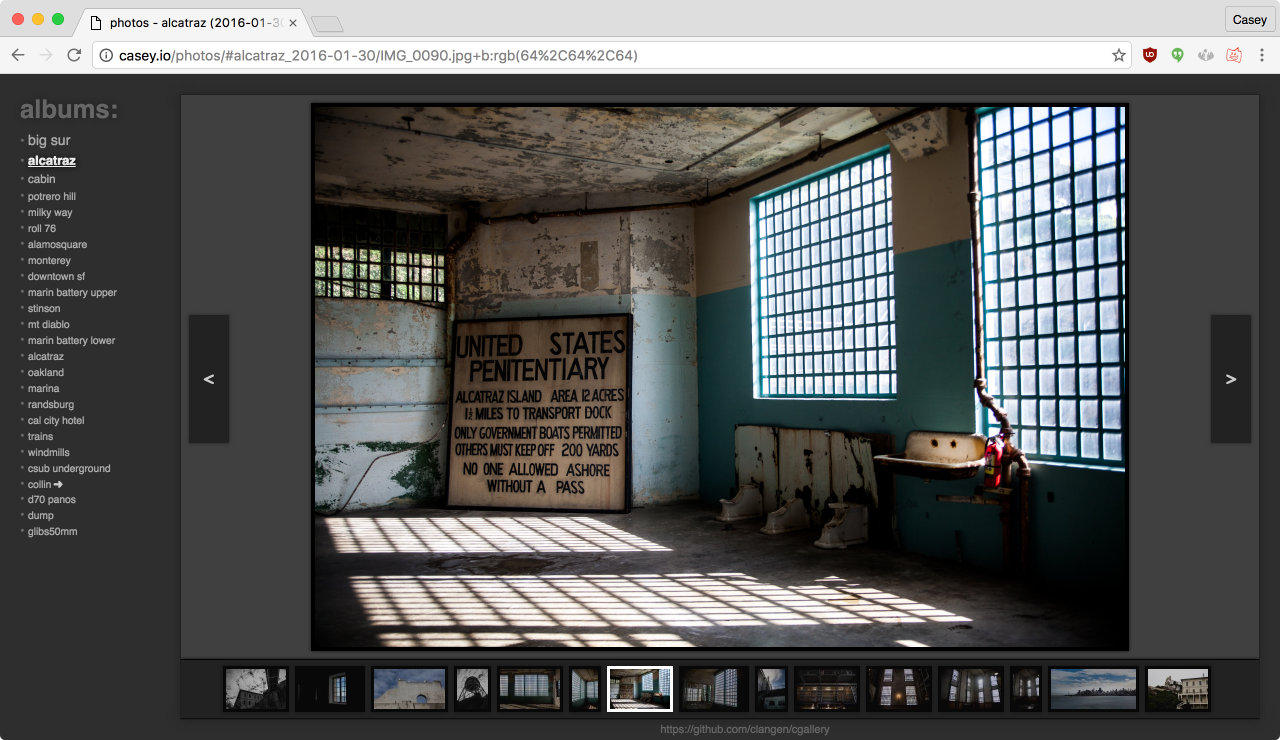 photos - alcatraz (2016-01-30
Casey
casey.io/photos/#alcatraz_2016-01-30/IMG_0090.jpg+b:rgb(64%2C64%2C64)
albums:
big sur
alcatraz
cabin
potrero hill
milky way
roll 76
alamosquare
monterey
downtown sf
marin battery upper
stinson
mt diablo
marin battery lower
alcatraz
oakland
marina
randsburg
cal city hotel
trains
windmills
csub underground
collin ➜
d70 panos
dump
glibs50mm
<
UNITED STATES
PENITENTIARY
ALCATRAZ ISLAND AREA 12 ACRES
1½ MILES TO TRANSPORT DOCK
ONLY GOVERNMENT BOATS PERMITTED
OTHERS MUST KEEP OFF 200 YARDS
NO ONE ALLOWED ASHORE
WITHOUT A PASS
>
https://github.com/clangen/cgallery